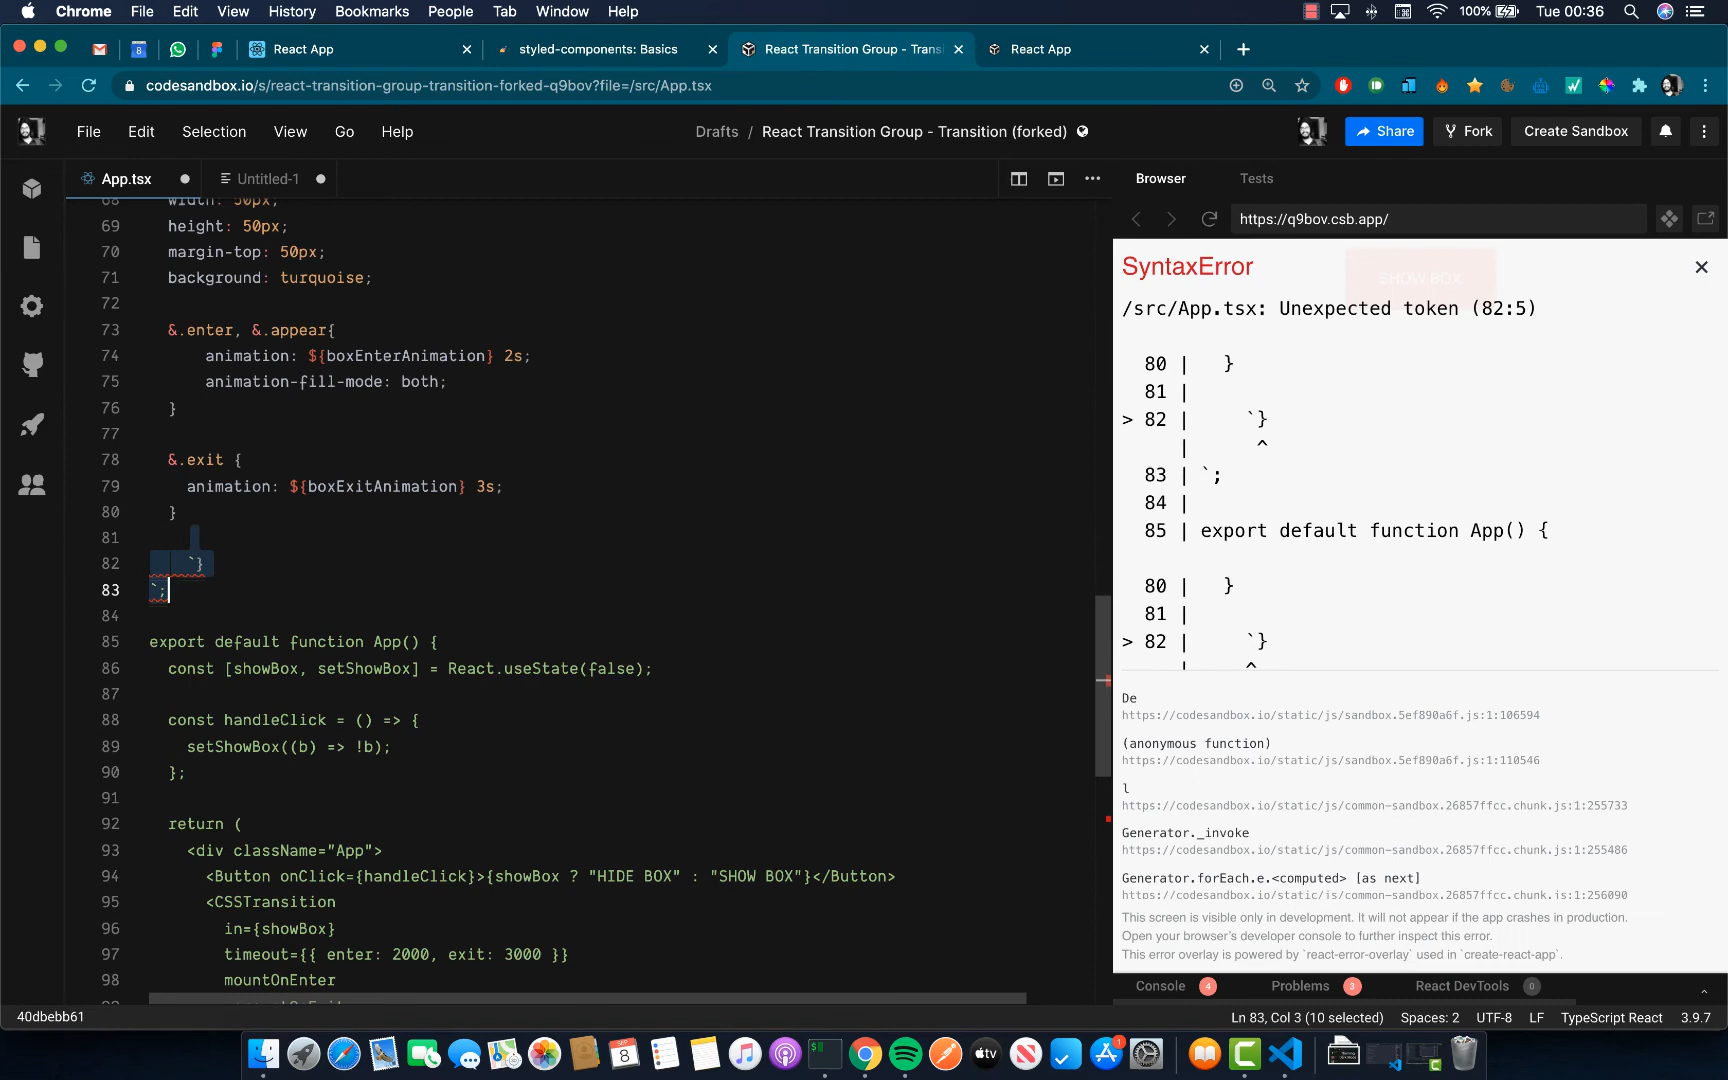 Chrome File Edit View History Bookmarks People Tab Window Help 100% Tue 00:36
React App styled-components: Basics React Transition Group - Transi React App
codesandbox.io/s/react-transition-group-transition-forked-q9bov?file=/src/App.tsx
File Edit Selection View Go Help Drafts / React Transition Group - Transition (forked) Share Fork Create Sandbox
App.tsx Untitled-1 Browser Tests
https://q9bov.csb.app/
68 width: 50px;
69 height: 50px;
70 margin-top: 50px;
71 background: turquoise;
72
73 &.enter, &.appear{
74 animation: ${boxEnterAnimation} 2s;
75 animation-fill-mode: both;
76 }
77
78 &.exit {
79 animation: ${boxExitAnimation} 3s;
80 }
81
82 `}
83 `;
84
85 export default function App() {
86 const [showBox, setShowBox] = React.useState(false);
87
88 const handleClick = () => {
89 setShowBox((b) => !b);
90 };
91
92 return (
93 <div className="App">
94 <Button onClick={handleClick}>{showBox ? "HIDE BOX" : "SHOW BOX"}</Button>
95 <CSSTransition
96 in={showBox}
97 timeout={{ enter: 2000, exit: 3000 }}
98 mountOnEnter
SHOW BOX
SyntaxError
/src/App.tsx: Unexpected token (82:5)
80 | }
81 |
> 82 | `}
| ^
83 | `;
84 |
85 | export default function App() {
80 | }
81 |
> 82 | `}
| ^
De
https://codesandbox.io/static/js/sandbox.5ef890a6f.js:1:106594
(anonymous function)
https://codesandbox.io/static/js/sandbox.5ef890a6f.js:1:110546
l
https://codesandbox.io/static/js/common-sandbox.26857ffcc.chunk.js:1:255733
Generator._invoke
https://codesandbox.io/static/js/common-sandbox.26857ffcc.chunk.js:1:255486
Generator.forEach.e.<computed> [as next]
https://codesandbox.io/static/js/common-sandbox.26857ffcc.chunk.js:1:256090
This screen is visible only in development. It will not appear if the app crashes in production.
Open your browser's developer console to further inspect this error.
This error overlay is powered by `react-error-overlay` used in `create-react-app`.
Console 4 Problems 3 React DevTools 0
40dbebb61 Ln 83, Col 3 (10 selected) Spaces: 2 UTF-8 LF TypeScript React 3.9.7
SEP 8 tv 1